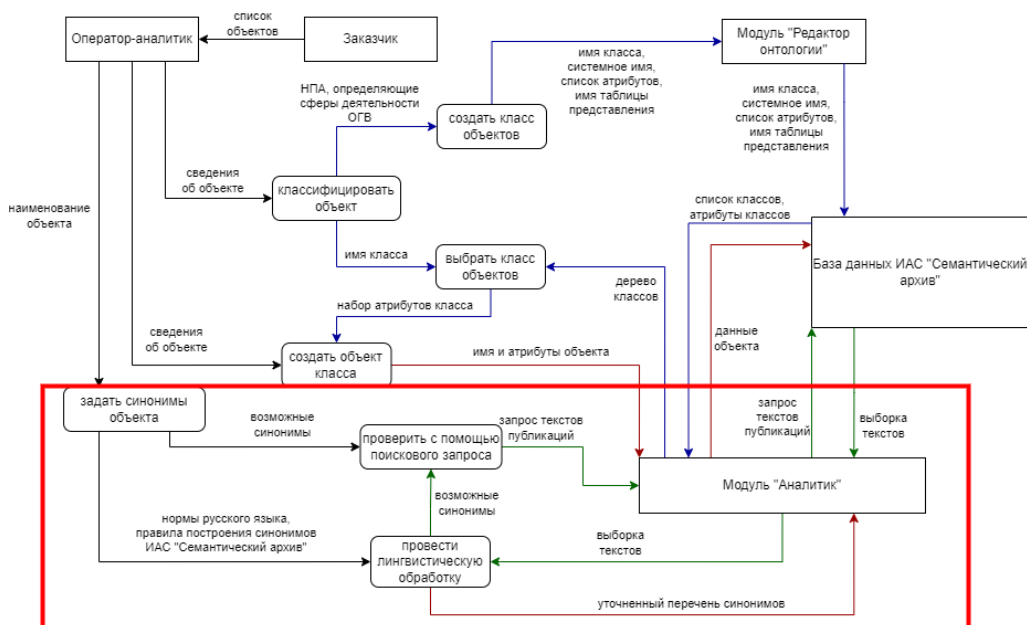 Оператор-аналитик
список
объектов
Заказчик
Модуль "Редактор
онтологии"
имя класса,
системное имя,
список атрибутов,
имя таблицы
представления
НПА, определяющие
сферы деятельности
ОГВ
создать класс
объектов
имя класса,
системное имя,
список атрибутов,
имя таблицы
представления
сведения
об объекте
классифицировать
объект
наименование
объекта
список классов,
атрибуты классов
имя класса
выбрать класс
объектов
База данных ИАС "Семантический
архив"
дерево
классов
набор атрибутов класса
сведения
об объекте
создать объект
класса
имя и атрибуты объекта
данные
объекта
задать синонимы
объекта
возможные
синонимы
проверить с помощью
поискового запроса
запрос текстов
публикаций
запрос
текстов
публикаций
выборка
текстов
Модуль "Аналитик"
возможные
синонимы
нормы русского языка,
правила построения синонимов
ИАС "Семантический архив"
провести
лингвистическую
обработку
выборка
текстов
уточненный перечень синонимов